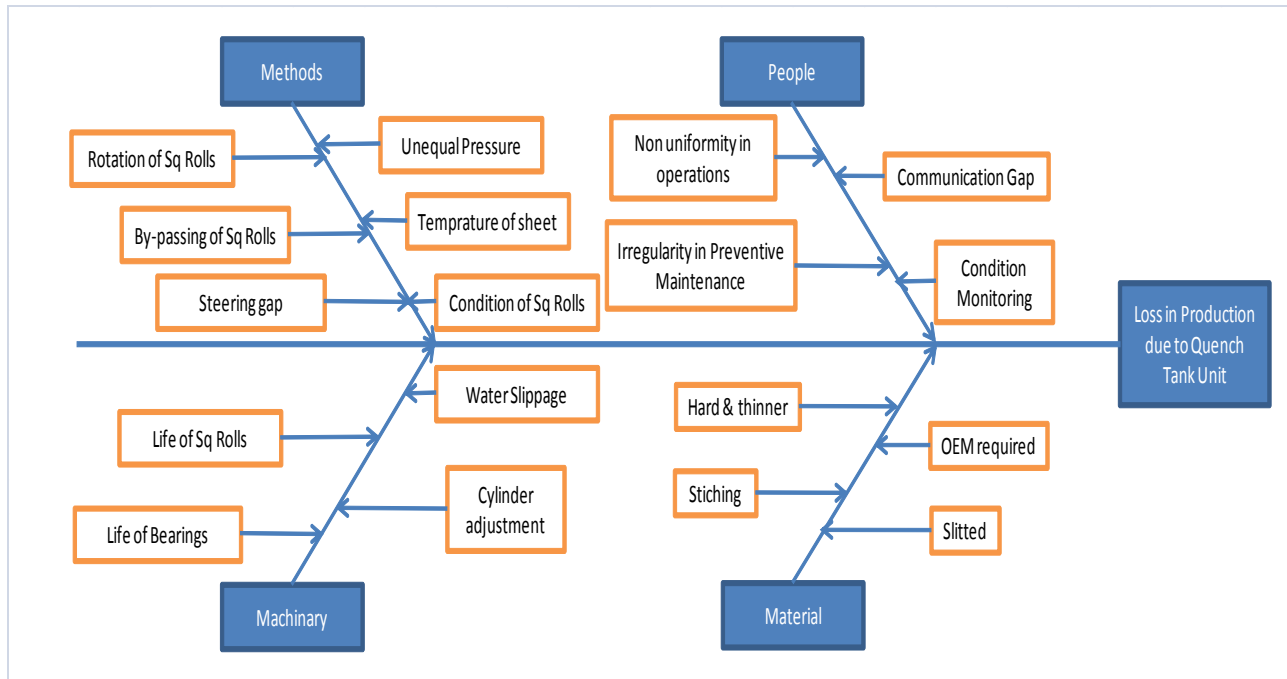 Methods
People
Unequal Pressure
Rotation of Sq Rolls
Non uniformity in
operations
Communication Gap
Temprature of sheet
By-passing of Sq Rolls
Irregularity in Preventive
Maintenance
Condition
Monitoring
Steering gap
Condition of Sq Rolls
Loss in Production
due to Quench
Tank Unit
Water Slippage
Hard & thinner
Life of Sq Rolls
OEM required
Stiching
Cylinder
adjustment
Life of Bearings
Slitted
Machinary
Material